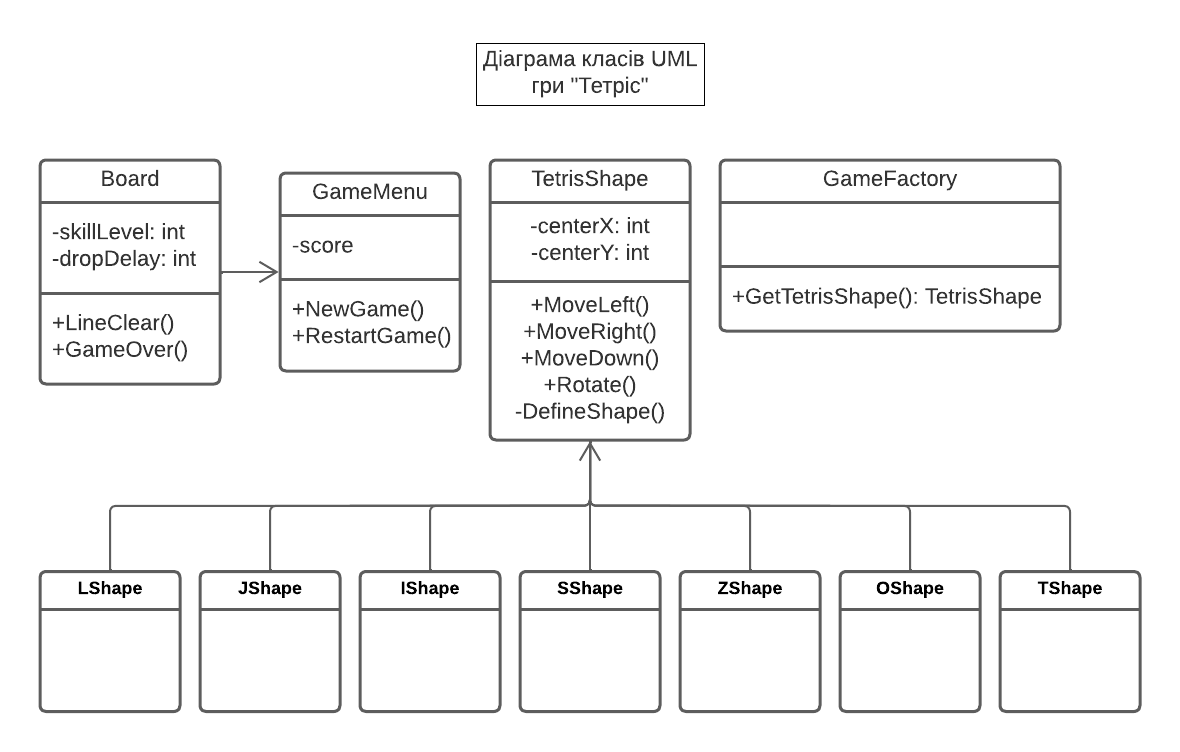 Діаграма класів UML
гри "Тетріс"
Board
-skillLevel: int
-dropDelay: int
+LineClear()
+GameOver()
GameMenu
-score
+NewGame()
+RestartGame()
TetrisShape
-centerX: int
-centerY: int
+MoveLeft()
+MoveRight()
+MoveDown()
+Rotate()
-DefineShape()
GameFactory
+GetTetrisShape(): TetrisShape
LShape
JShape
IShape
SShape
ZShape
OShape
TShape